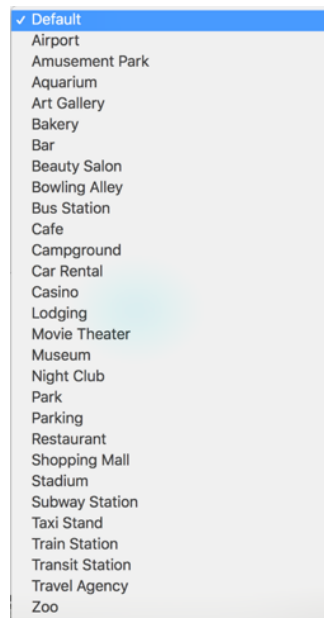 ✓ Default
Airport
Amusement Park
Aquarium
Art Gallery
Bakery
Bar
Beauty Salon
Bowling Alley
Bus Station
Cafe
Campground
Car Rental
Casino
Lodging
Movie Theater
Museum
Night Club
Park
Parking
Restaurant
Shopping Mall
Stadium
Subway Station
Taxi Stand
Train Station
Transit Station
Travel Agency
Zoo